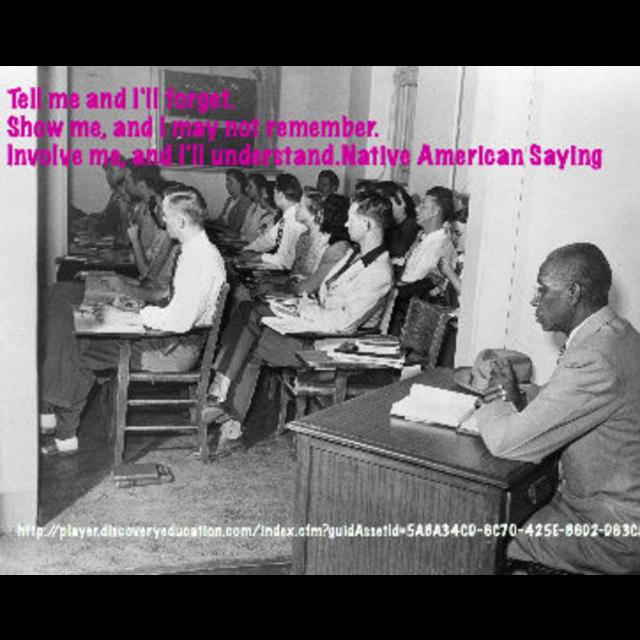 Tell me and I'll forget.
Show me, and I may not remember.
Involve me, and I'll understand.Native American Saying
http://player.discoveryeducation.com/index.cfm?guidAssetId=5A8A34C0-6C70-425E-8602-